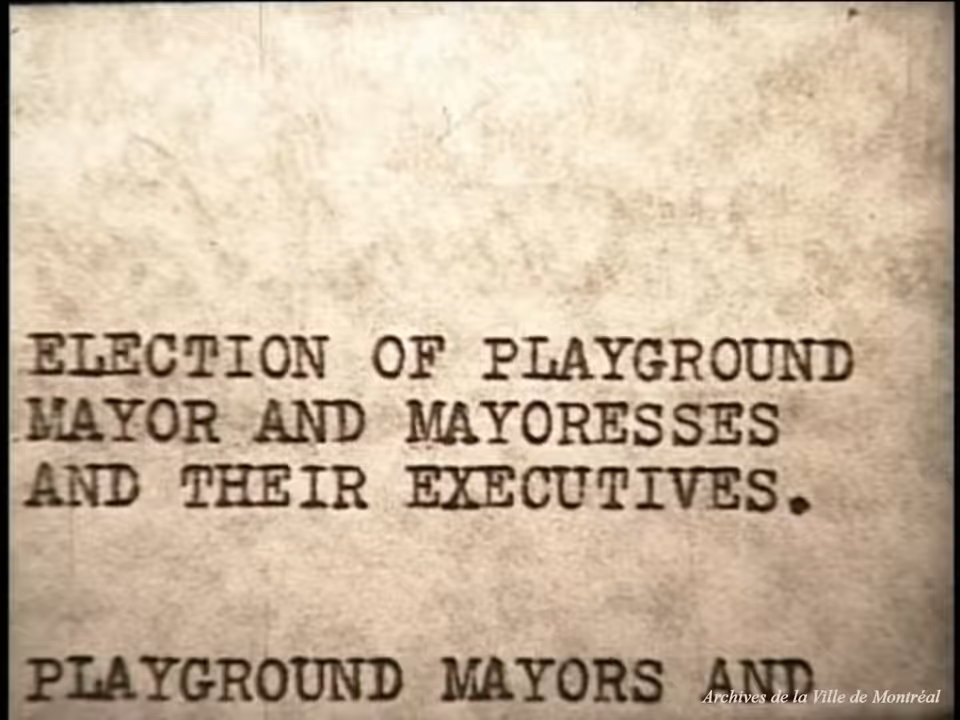 ELECTION OF PLAYGROUND
MAYOR AND MAYORESSES
AND THEIR EXECUTIVES.
PLAYGROUND MAYORS AND
Archives de la Ville de Montréal